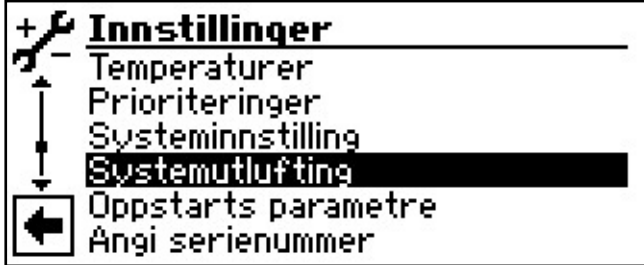 Innstillinger
Temperaturer
Prioriteringer
Systeminnstilling
Systemutlufting
Oppstarts parametre
Angi serienummer